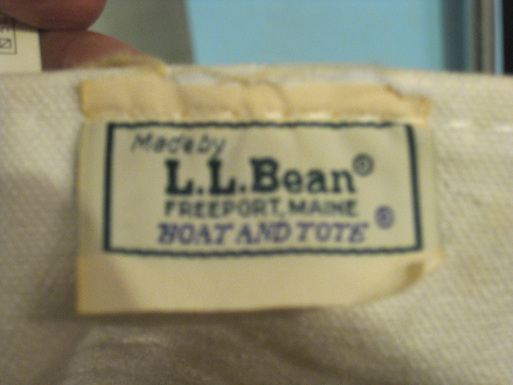 Made by
L.L.Bean®
FREEPORT, MAINE
BOAT AND TOTE ®